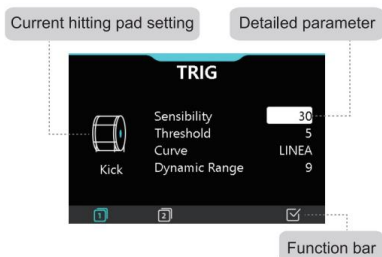 Current hitting pad setting
Detailed parameter
TRIG
Sensibility 30
Threshold 5
Curve LINEA
Dynamic Range 9
Kick
1 2
Function bar